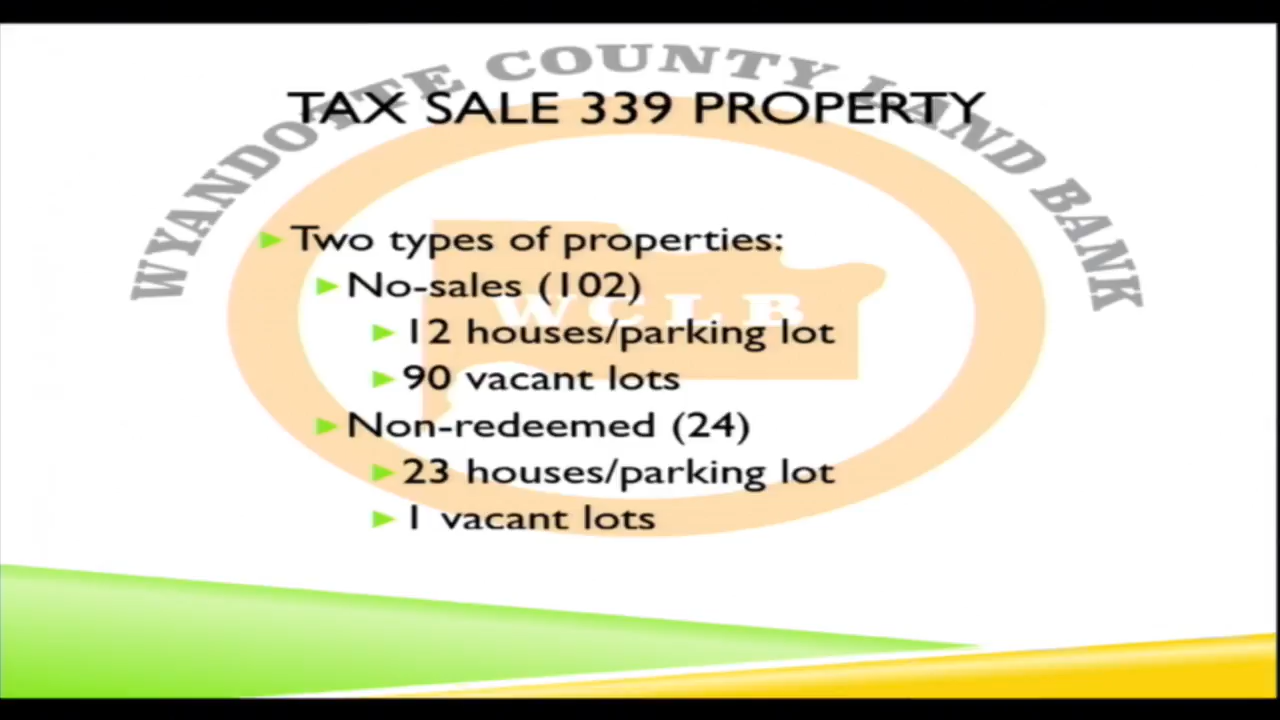 WYANDOTTE COUNTY LAND BANK
TAX SALE 339 PROPERTY
Two types of properties:
No-sales (102)
WCLB
12 houses/parking lot
90 vacant lots
Non-redeemed (24)
23 houses/parking lot
1 vacant lots